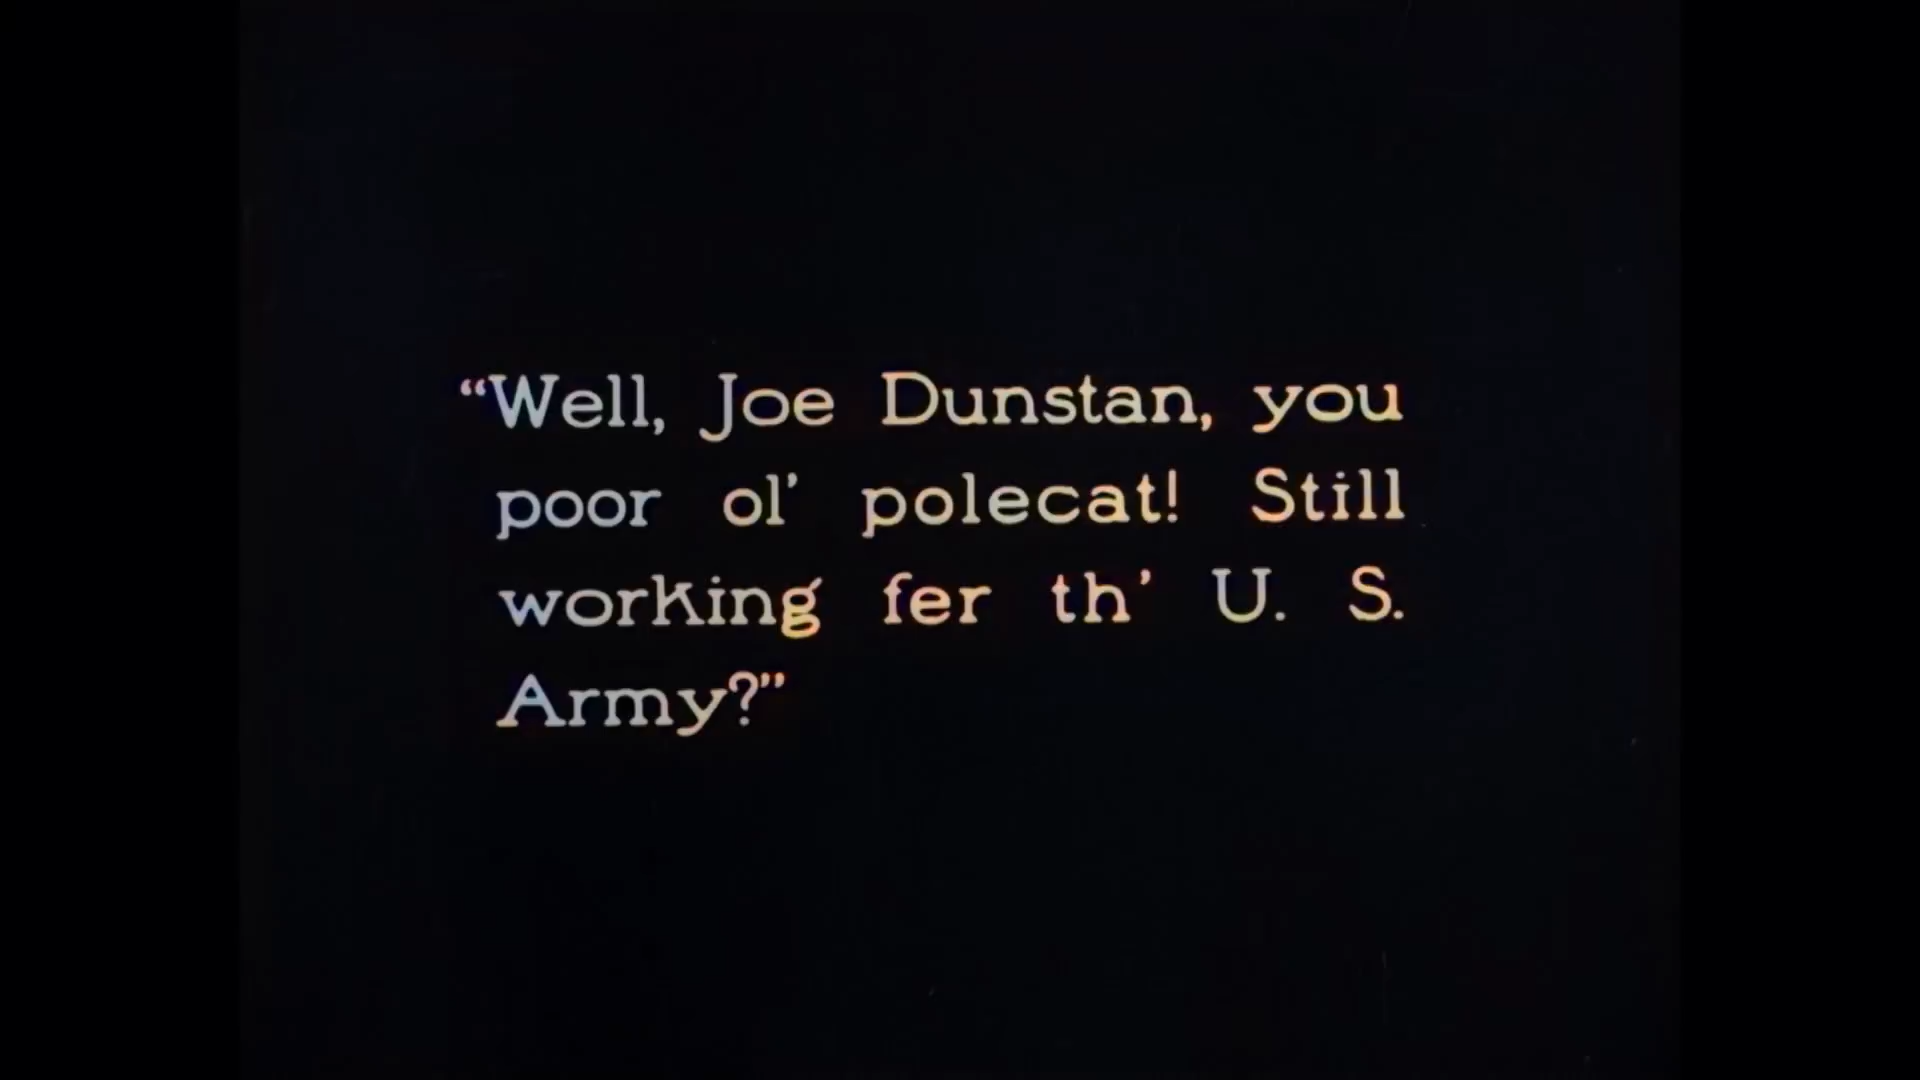 “Well, Joe Dunstan, you
poor ol’ polecat! Still
working fer th’ U. S.
Army?”